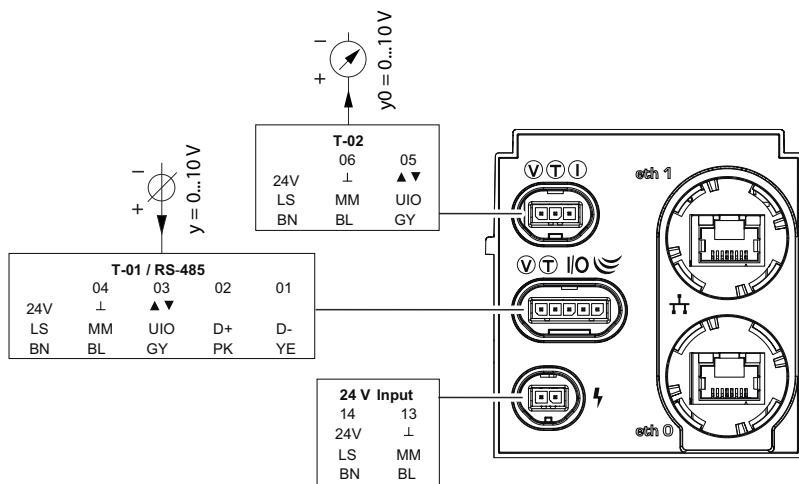 y0 = 0...10 V
− +
y = 0...10 V
− +
T-02
06 05
24V ⊥ ▲▼
LS MM UIO
BN BL GY
T-01 / RS-485
04 03 02 01
24V ⊥ ▲▼
LS MM UIO D+ D-
BN BL GY PK YE
24 V Input
14 13
24V ⊥
LS MM
BN BL
V T I
V T I/O
eth 1
eth 0